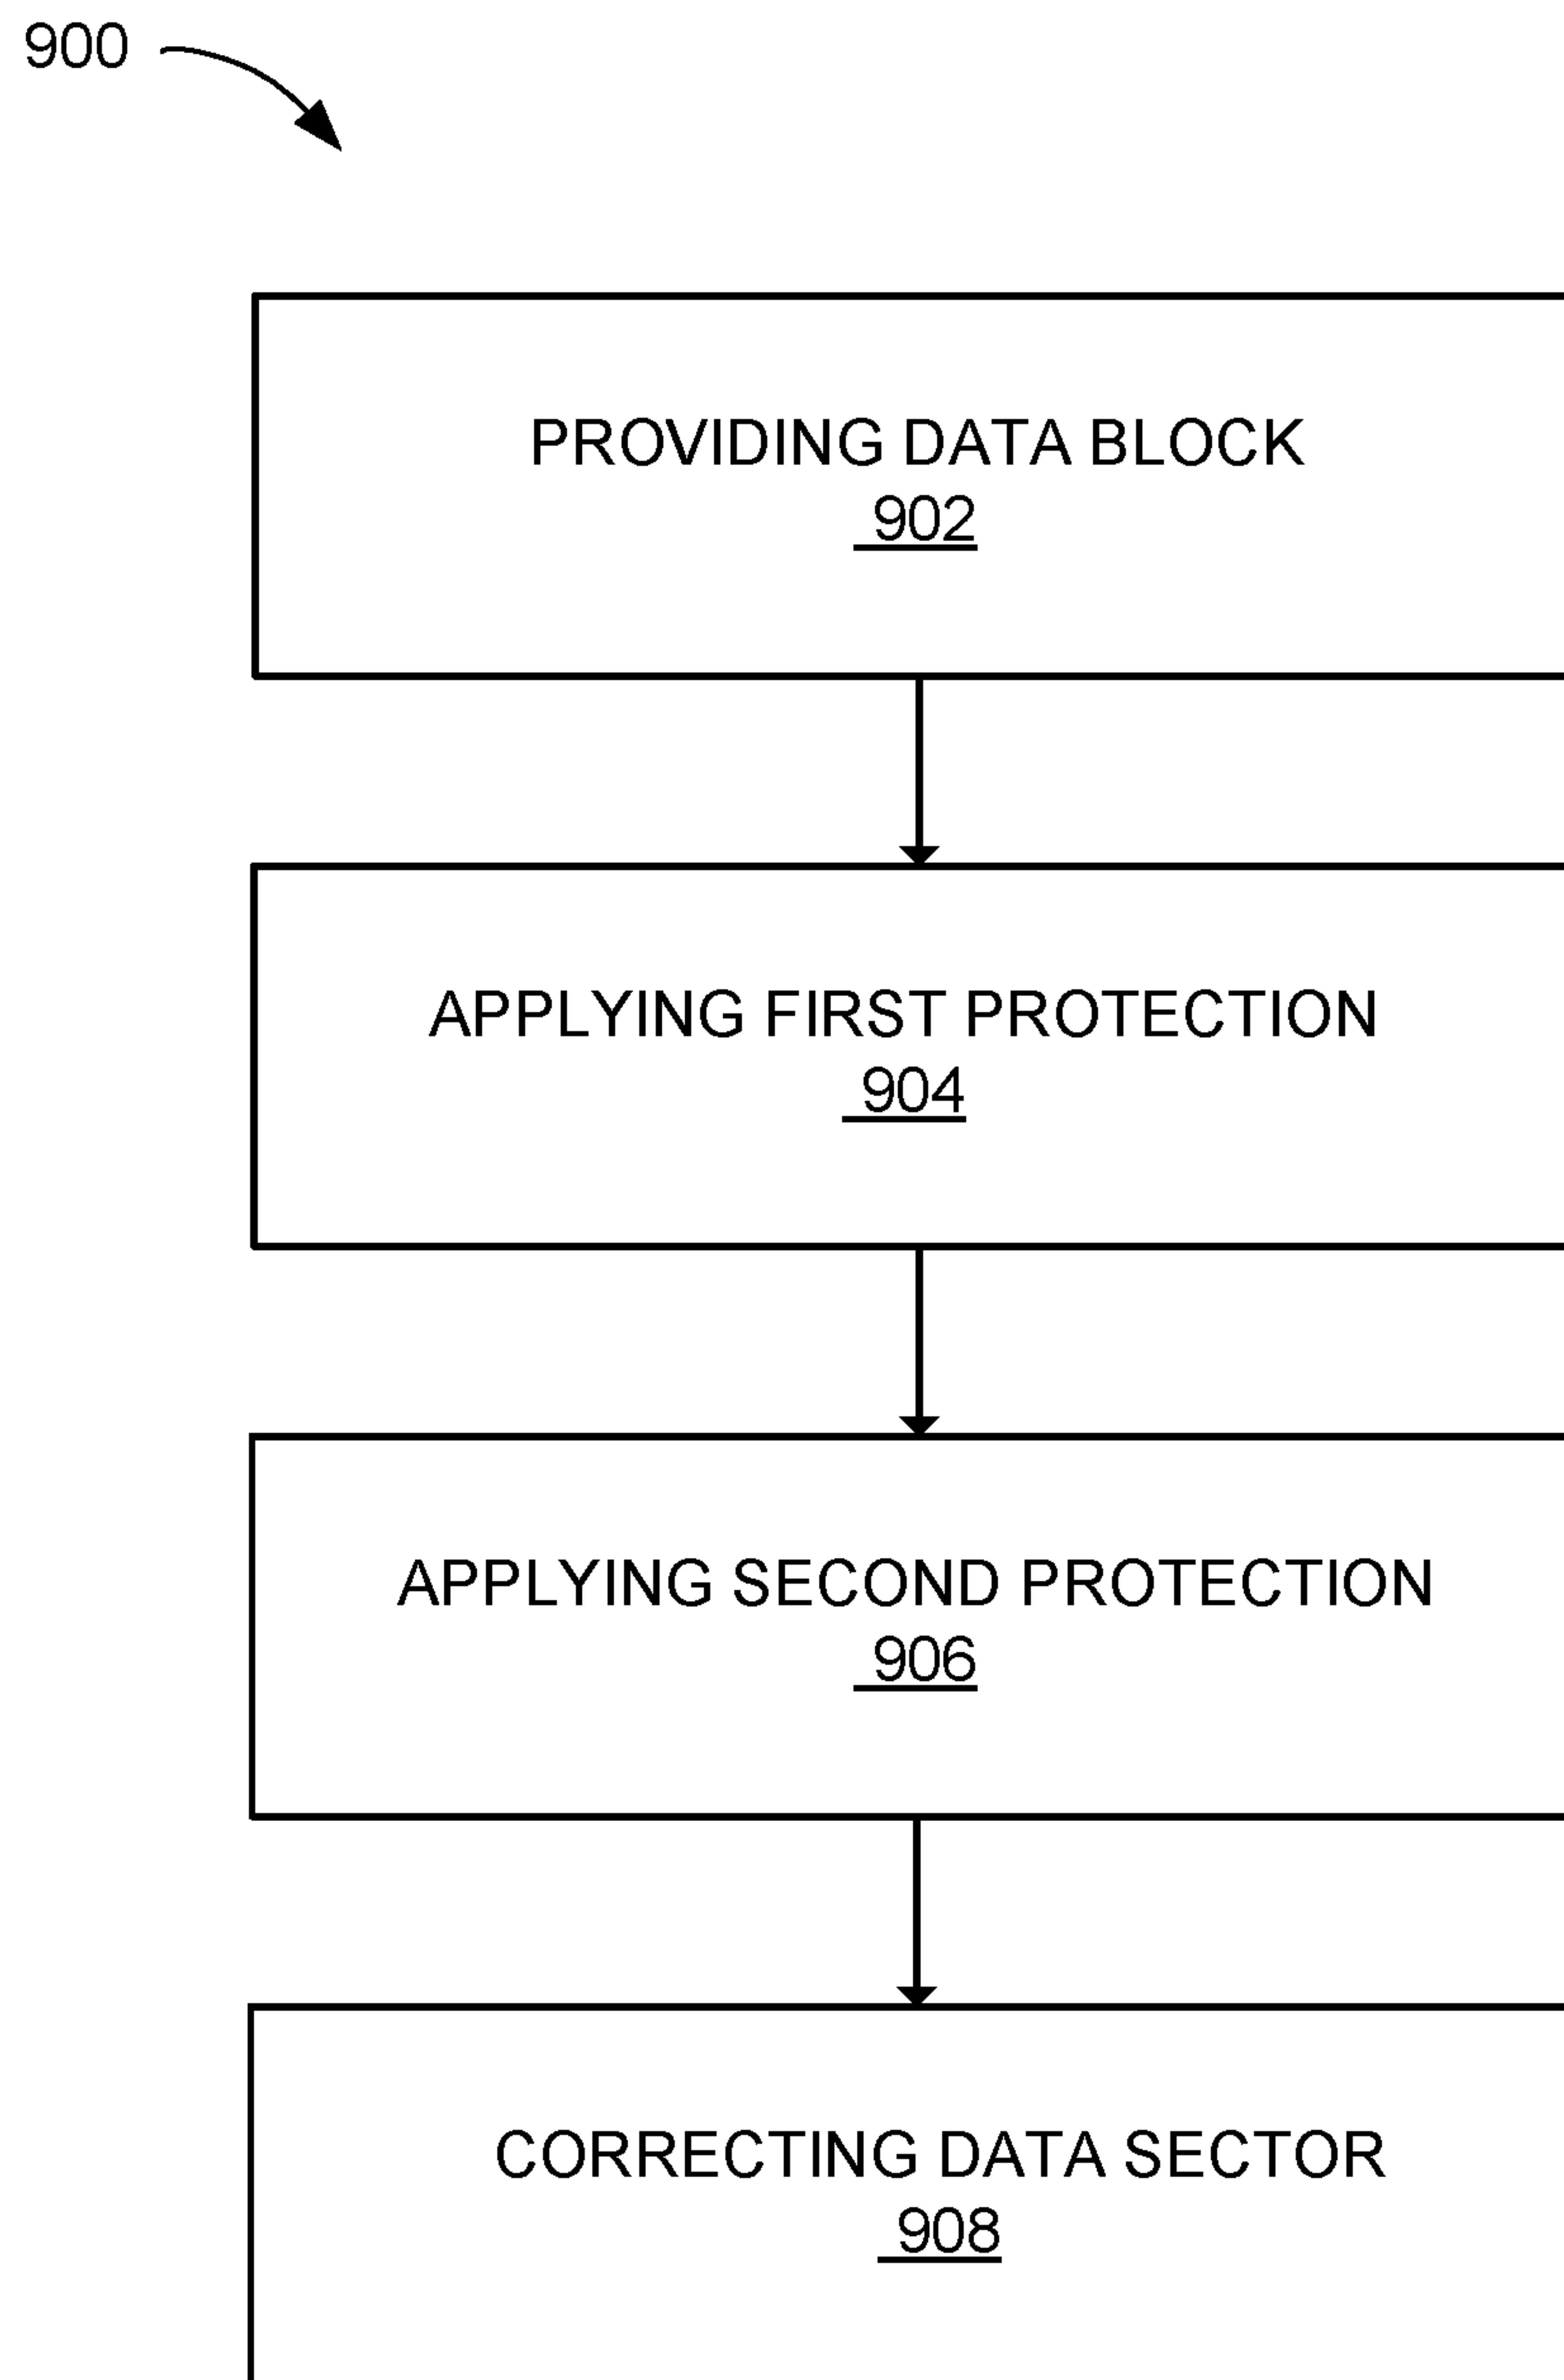 900
PROVIDING DATA BLOCK
902
APPLYING FIRST PROTECTION
904
APPLYING SECOND PROTECTION
906
CORRECTING DATA SECTOR
908